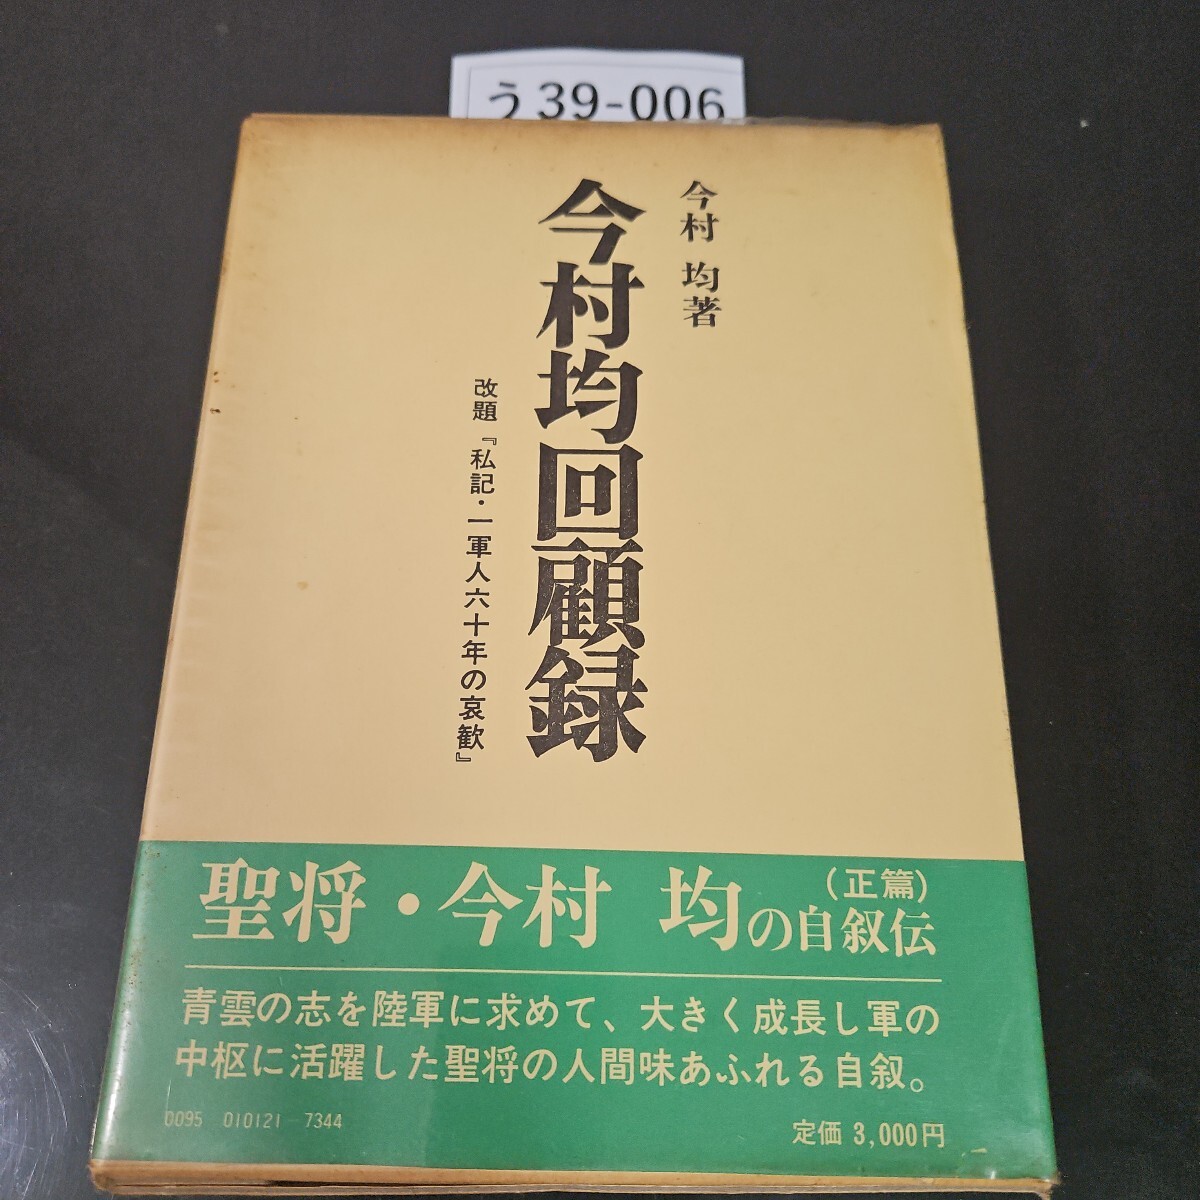 う39-006
今村 均著
今村均回顧録
改題『私記・一軍人六十年の哀歓』
聖将・今村 均の自叙伝
(正篇)
青雲の志を陸軍に求めて、大きく成長し軍の
中枢に活躍した聖将の人間味あふれる自叙。
0095 010121-7344
定価 3,000円